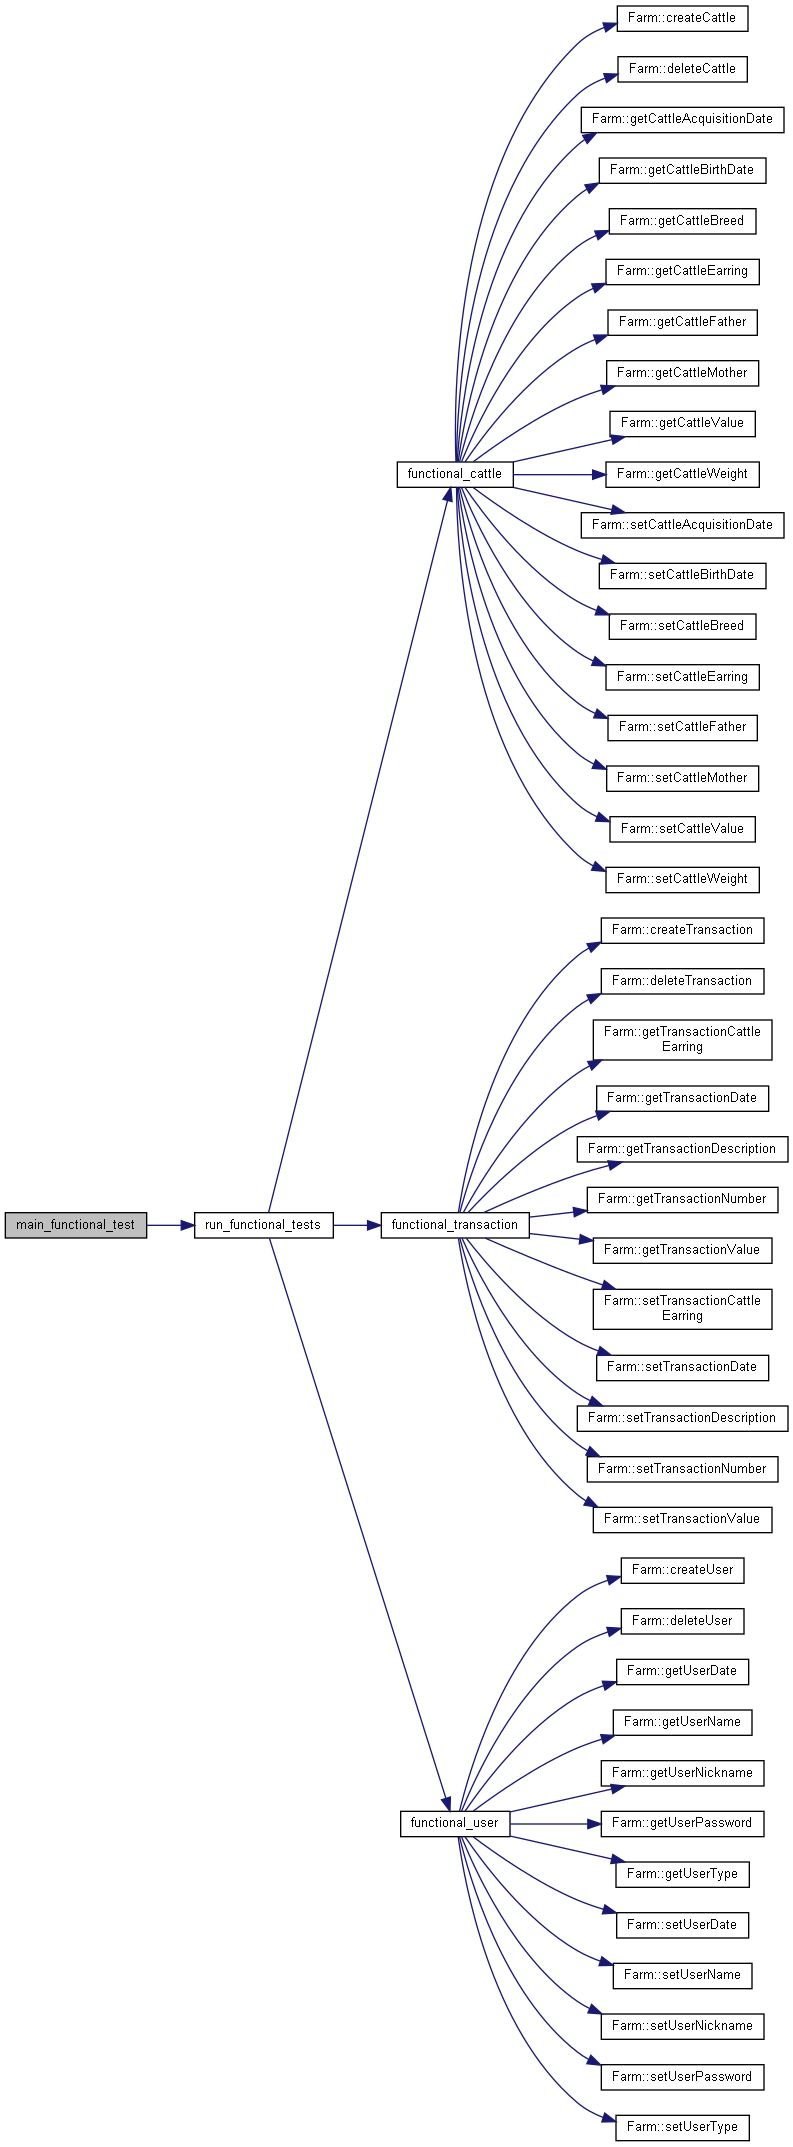 main_functional_test
run_functional_tests
functional_cattle
Farm::createCattle
Farm::deleteCattle
Farm::getCattleAcquisitionDate
Farm::getCattleBirthDate
Farm::getCattleBreed
Farm::getCattleEarring
Farm::getCattleFather
Farm::getCattleMother
Farm::getCattleValue
Farm::getCattleWeight
Farm::setCattleAcquisitionDate
Farm::setCattleBirthDate
Farm::setCattleBreed
Farm::setCattleEarring
Farm::setCattleFather
Farm::setCattleMother
Farm::setCattleValue
Farm::setCattleWeight
functional_transaction
Farm::createTransaction
Farm::deleteTransaction
Farm::getTransactionCattle
Earring
Farm::getTransactionDate
Farm::getTransactionDescription
Farm::getTransactionNumber
Farm::getTransactionValue
Farm::setTransactionCattle
Earring
Farm::setTransactionDate
Farm::setTransactionDescription
Farm::setTransactionNumber
Farm::setTransactionValue
functional_user
Farm::createUser
Farm::deleteUser
Farm::getUserDate
Farm::getUserName
Farm::getUserNickname
Farm::getUserPassword
Farm::getUserType
Farm::setUserDate
Farm::setUserName
Farm::setUserNickname
Farm::setUserPassword
Farm::setUserType